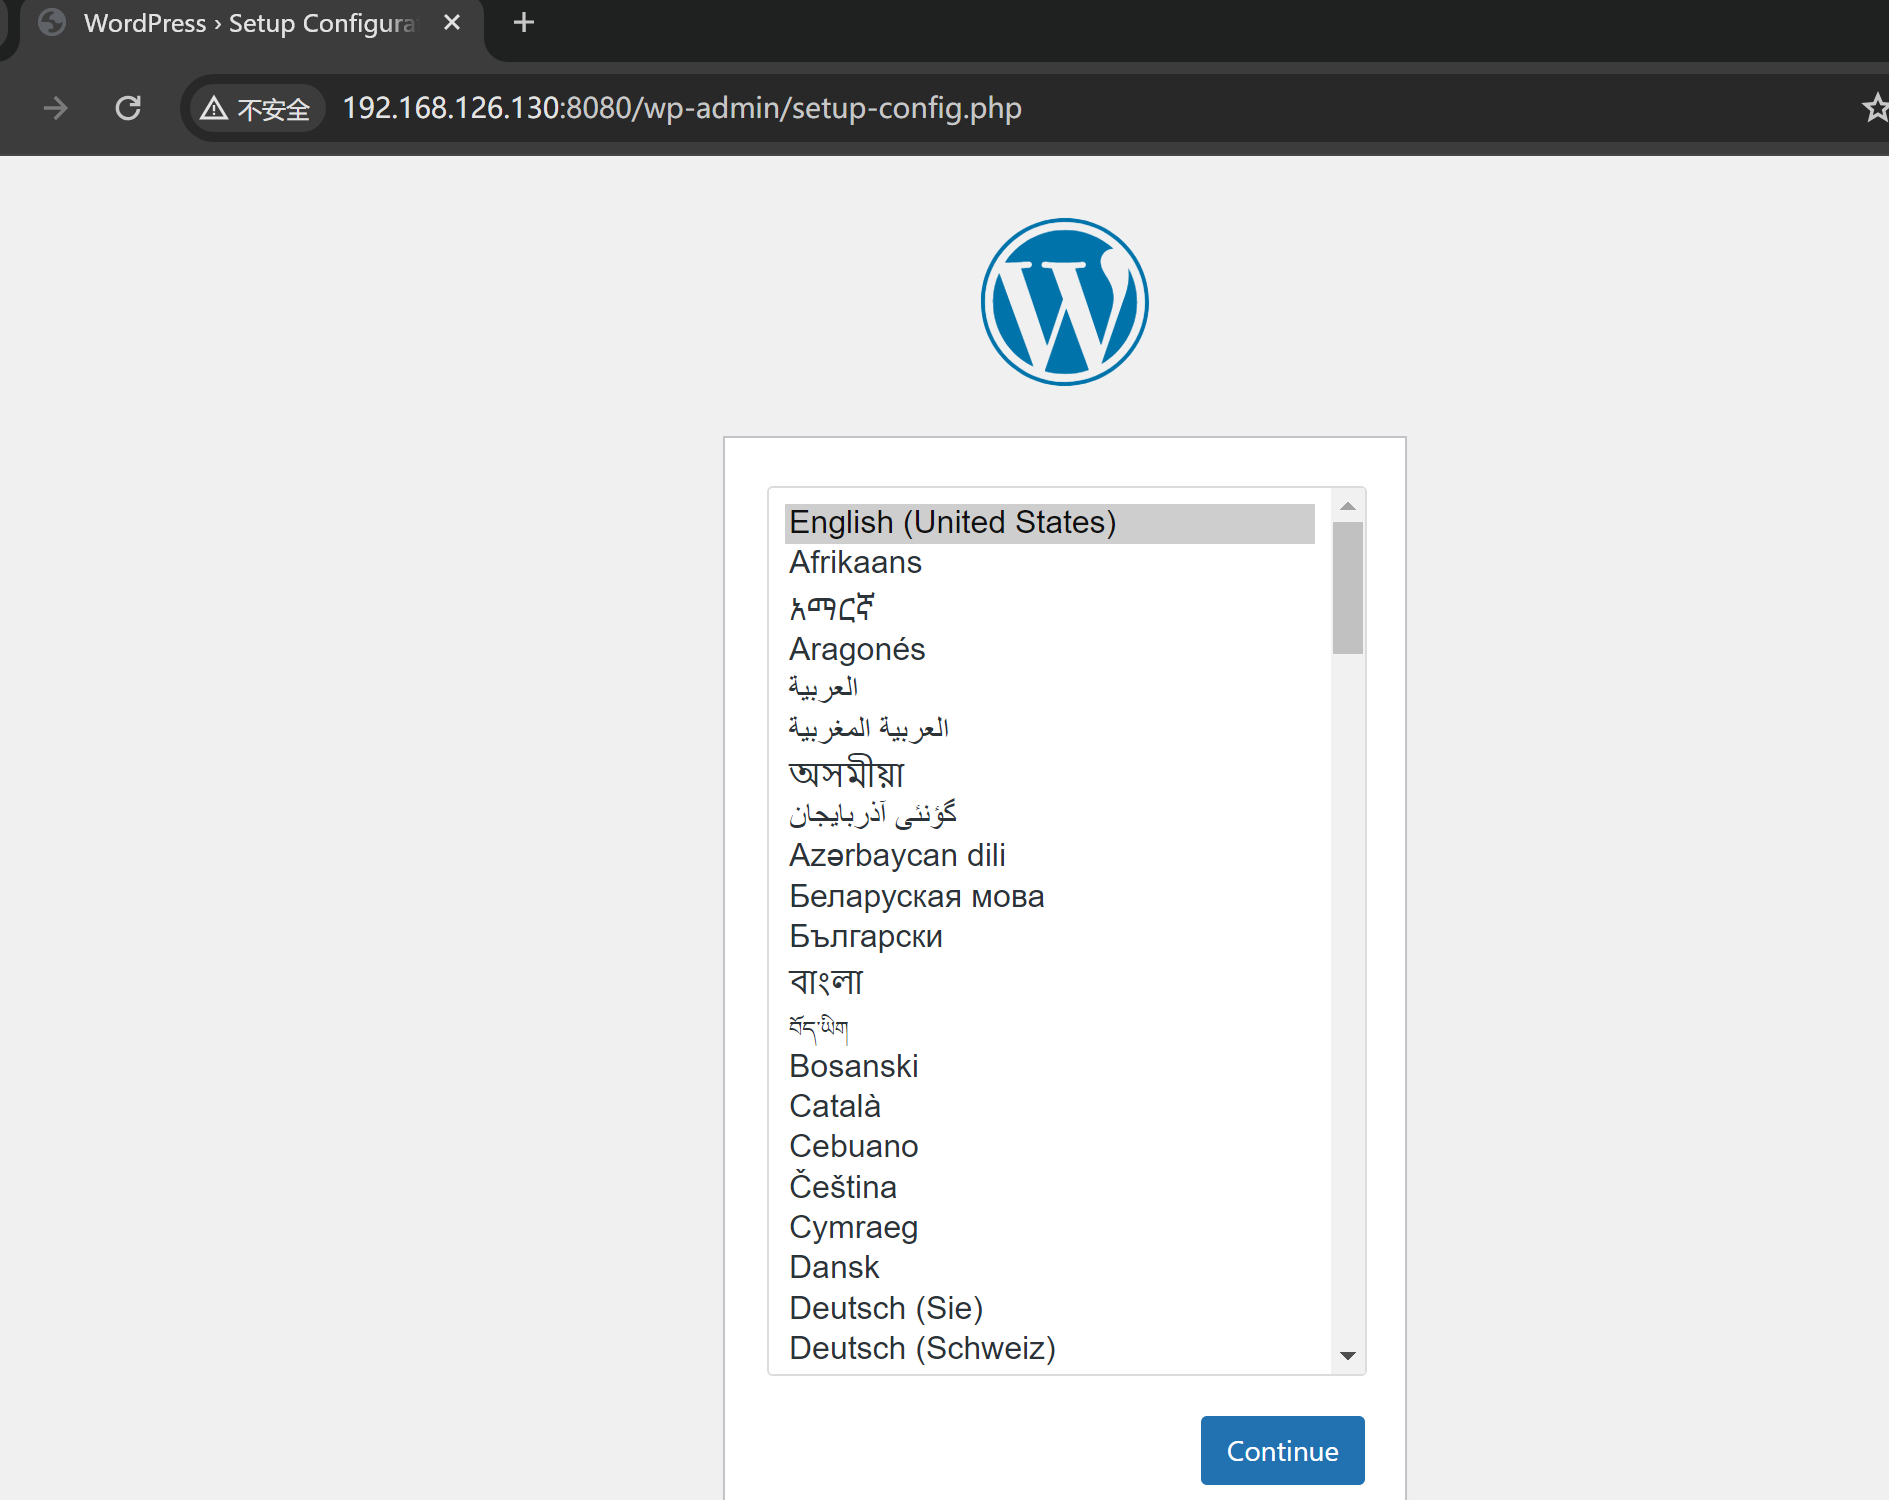 WordPress › Setup Configura
不安全
192.168.126.130:8080/wp-admin/setup-config.php
English (United States)
Afrikaans
አማርኛ
Aragonés
العربية
العربية المغربية
অসমীয়া
گؤنئی آذربایجان
Azərbaycan dili
Беларуская мова
Български
বাংলা
བོད་ཡིག
Bosanski
Català
Cebuano
Čeština
Cymraeg
Dansk
Deutsch (Sie)
Deutsch (Schweiz)
Continue